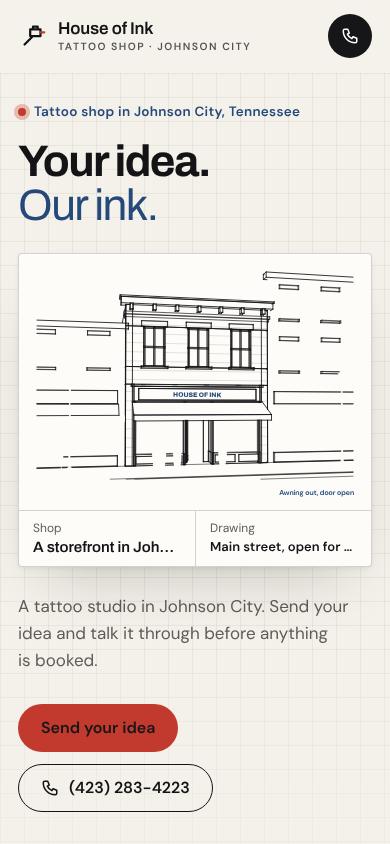 House of Ink
TATTOO SHOP · JOHNSON CITY
Tattoo shop in Johnson City, Tennessee
Your idea.
Our ink.
HOUSE OF INK
Awning out, door open
Shop
A storefront in Joh…
Drawing
Main street, open for …
A tattoo studio in Johnson City. Send your
idea and talk it through before anything
is booked.
Send your idea
(423) 283-4223